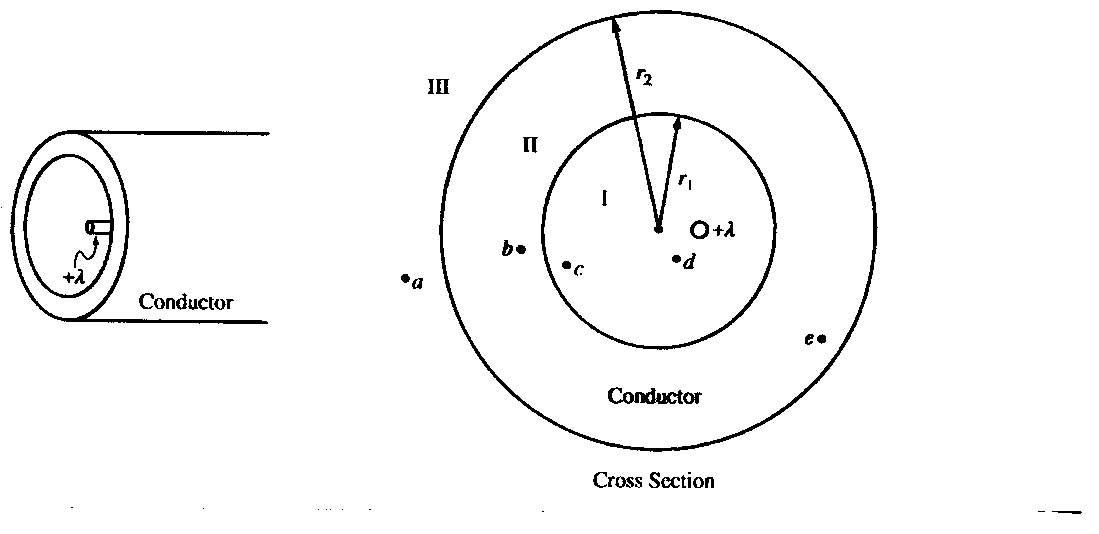 III
r₂
II
I
r₁
+λ
b
c
d
a
+λ
Conductor
e
Conductor
Cross Section